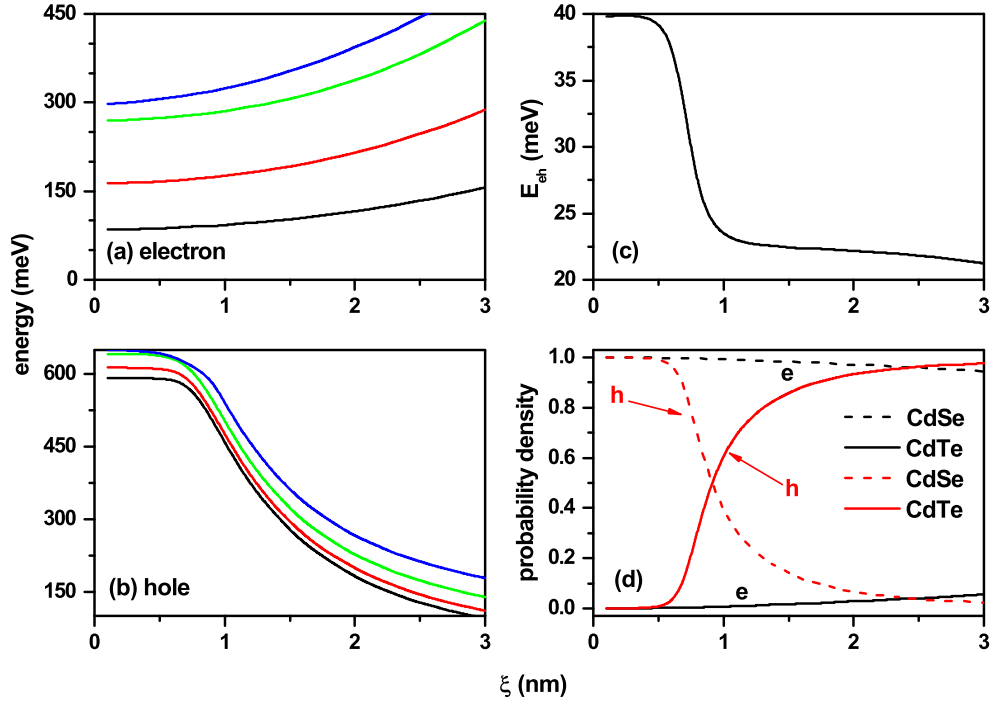 450
300
150
0
0
1
2
3
(a) electron
energy (meV)
600
450
300
150
0
1
2
3
(b) hole
40
35
30
25
20
0
1
2
3
E_eh (meV)
(c)
1.0
0.8
0.6
0.4
0.2
0.0
0
1
2
3
probability density
e
h
h
e
CdSe
CdTe
CdSe
CdTe
(d)
ξ (nm)